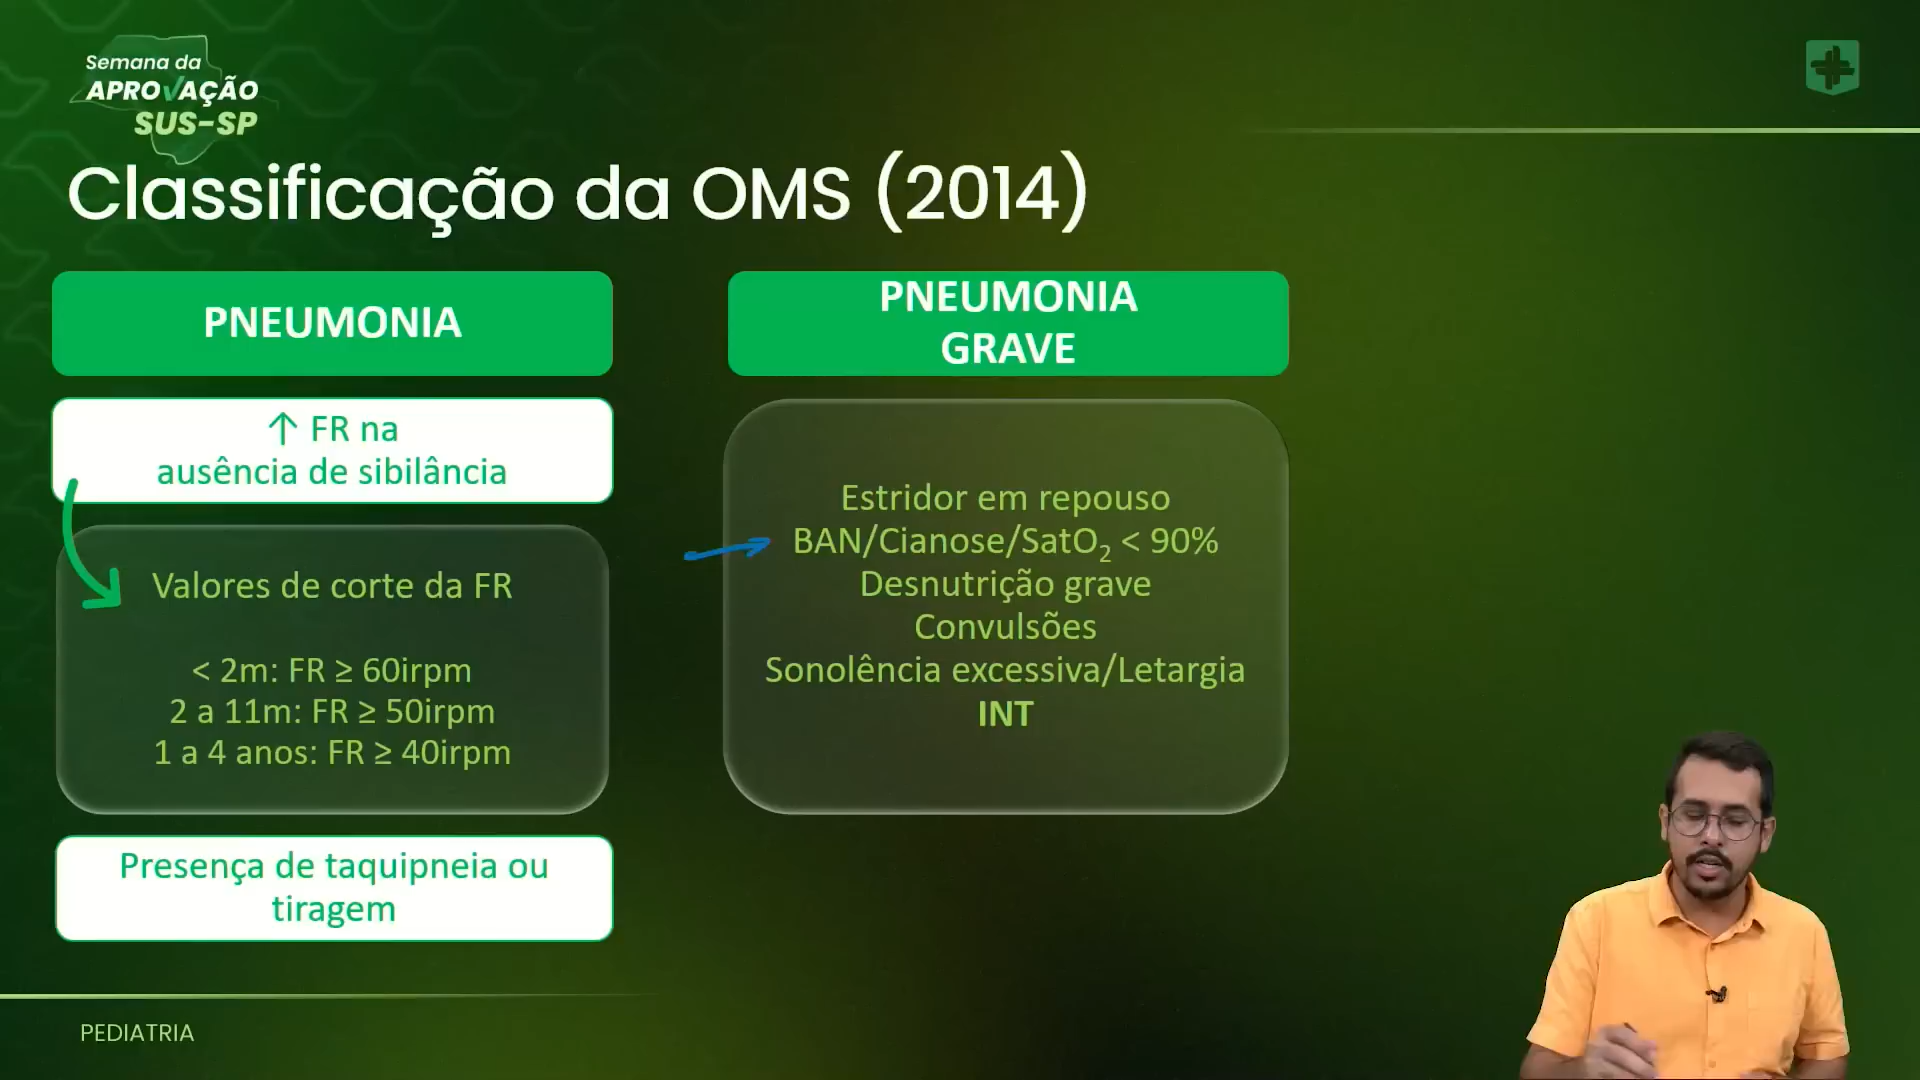 Semana da
APROVAÇÃO
SUS-SP
Classificação da OMS (2014)
PNEUMONIA
↑ FR na
ausência de sibilância
Valores de corte da FR
< 2m: FR ≥ 60irpm
2 a 11m: FR ≥ 50irpm
1 a 4 anos: FR ≥ 40irpm
Presença de taquipneia ou
tiragem
PNEUMONIA
GRAVE
Estridor em repouso
BAN/Cianose/SatO₂ < 90%
Desnutrição grave
Convulsões
Sonolência excessiva/Letargia
INT
PEDIATRIA